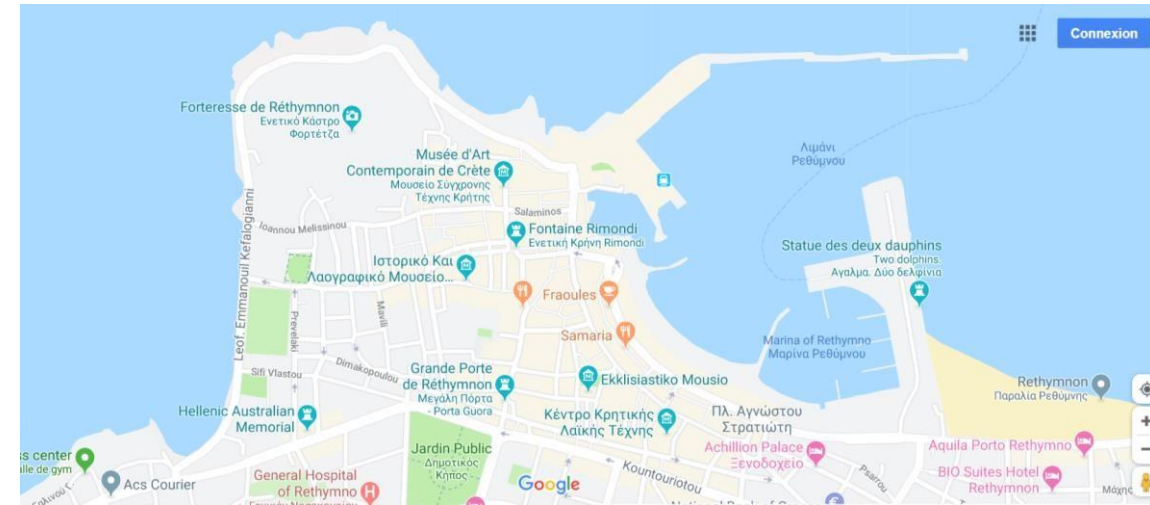 Connexion
Forteresse de Réthymnon
Ενετικό Κάστρο
Φορτέτζα
Musée d'Art
Contemporain de Crète
Μουσείο Σύγχρονης
Τέχνης Κρήτης
Λιμάνι
Ρεθύμνου
Salaminos
Ioannou Melissinou
Fontaine Rimondi
Ενετική Κρήνη Rimondi
Leof. Emmanouil Kefalogianni
Ιστορικό Και
Λαογραφικό Μουσείο...
Statue des deux dauphins
Two dolphins.
Αγαλμα. Δύο δελφίνια
Fraoules
Mavili
Prevelaki
Samaria
Marina of Rethymno
Μαρίνα Ρεθύμνου
Sifi Vlastou
Dimakopoulou
Grande Porte
de Réthymnon
Μεγάλη Πόρτα
- Porta Guora
Ekklisiastiko Mousio
Rethymnon
Παραλία Ρεθύμνης
Hellenic Australian
Memorial
Κέντρο Κρητικής
Λαϊκής Τέχνης
Πλ. Αγνώστου
Στρατιώτη
Jardin Public
Δημοτικός
Κήπος
Achillion Palace
Ξενοδοχείο
Aquila Porto Rethymno
ss center
lle de gym
Acs Courier
General Hospital
of Rethymno
Kountouriotou
Psarrou
BIO Suites Hotel
Rethymnon
Google